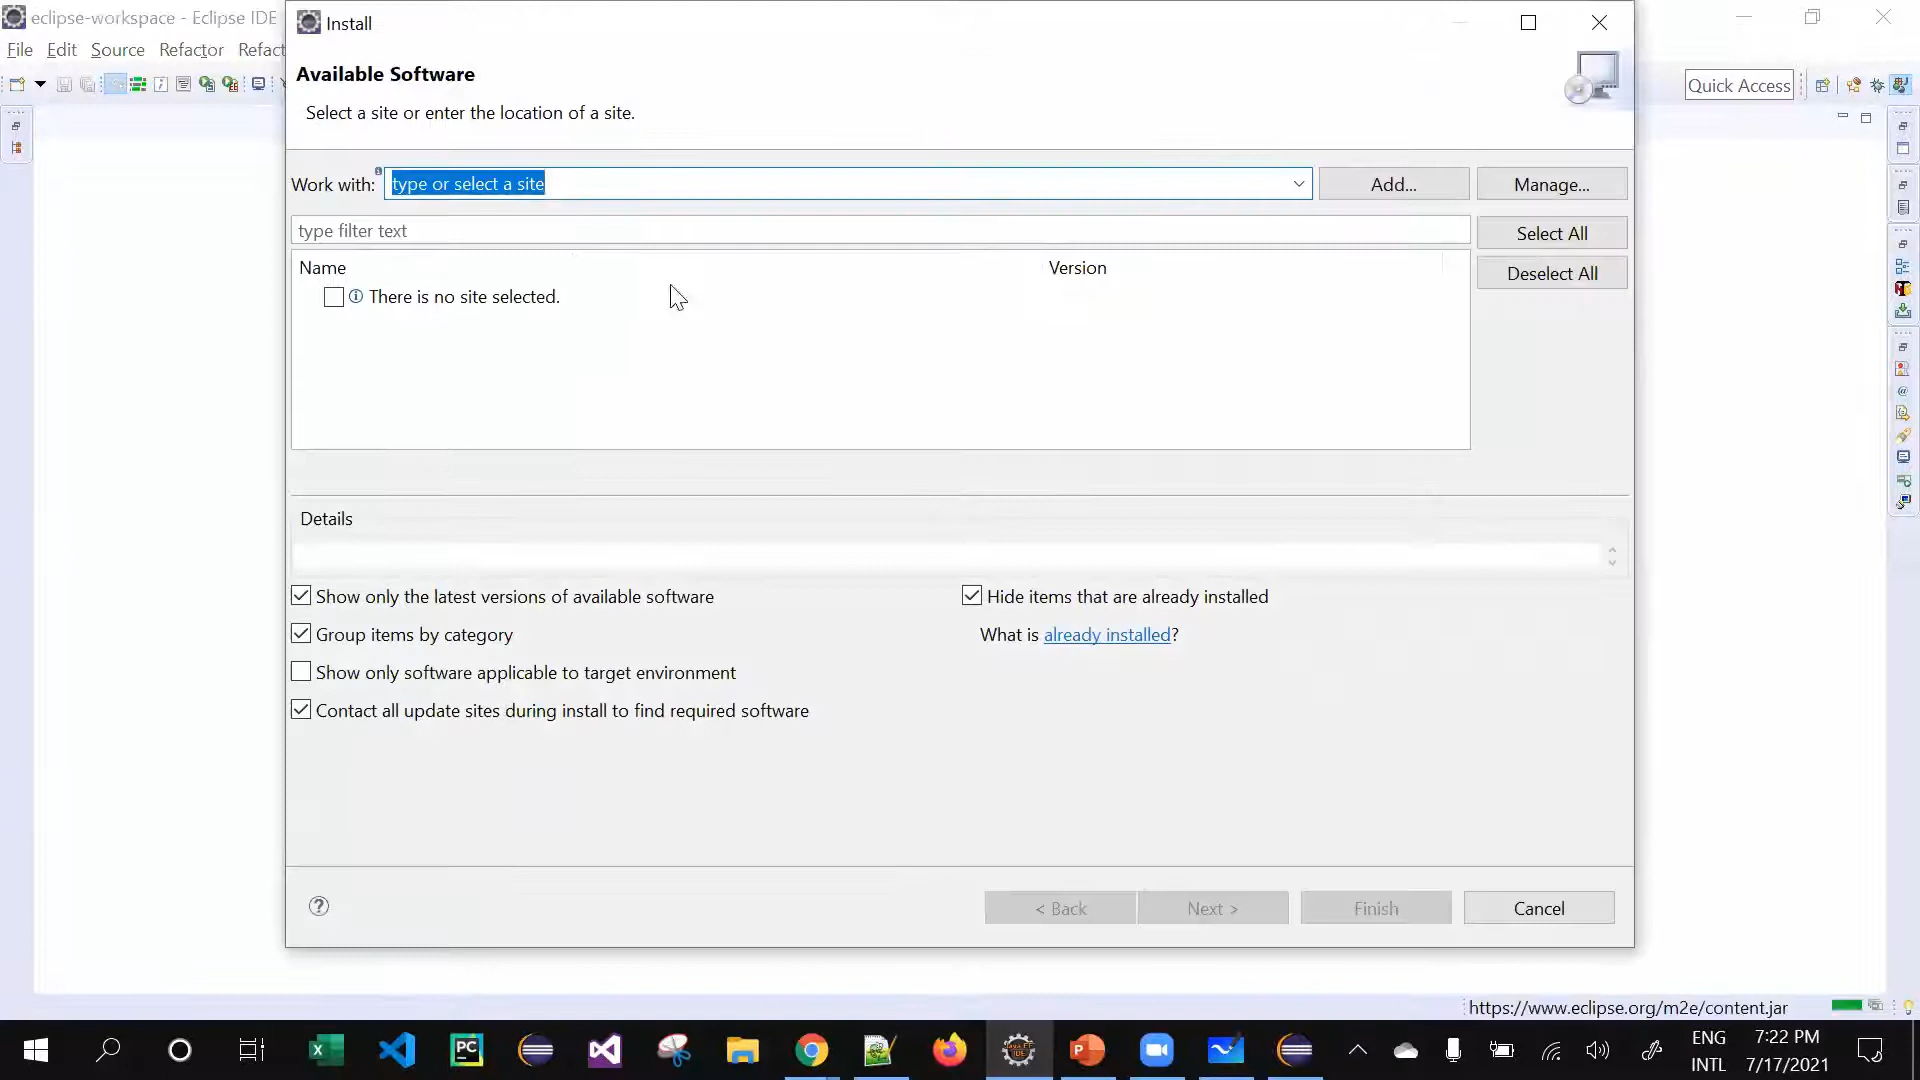 eclipse-workspace - Eclipse IDE
Install
File Edit Source Refactor Refact
Available Software
Select a site or enter the location of a site.
Quick Access
Work with: type or select a site
Add...
Manage...
type filter text
Select All
Name
Version
Deselect All
There is no site selected.
Details
Show only the latest versions of available software
Hide items that are already installed
Group items by category
What is already installed?
Show only software applicable to target environment
Contact all update sites during install to find required software
< Back
Next >
Finish
Cancel
https://www.eclipse.org/m2e/content.jar
ENG
INTL
7:22 PM
7/17/2021